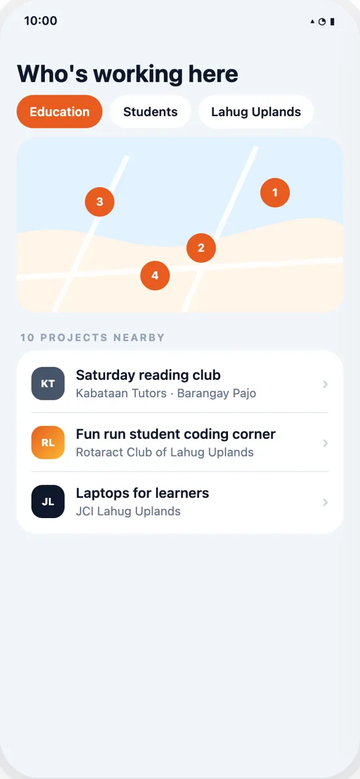 10:00
Who's working here
Education Students Lahug Uplands
3
1
2
4
10 PROJECTS NEARBY
KT Saturday reading club
Kabataan Tutors · Barangay Pajo
RL Fun run student coding corner
Rotaract Club of Lahug Uplands
JL Laptops for learners
JCI Lahug Uplands